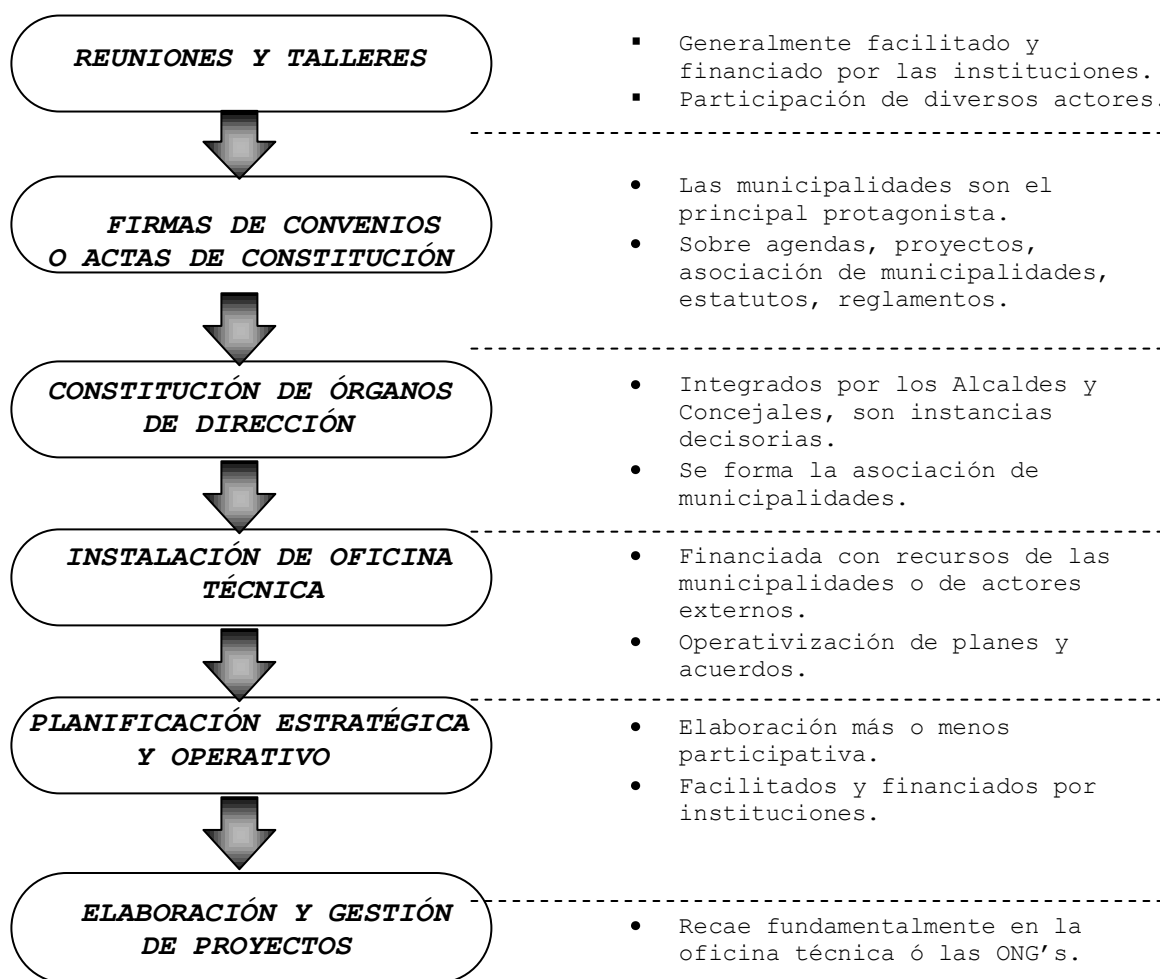 REUNIONES Y TALLERES
▪ Generalmente facilitado y
financiado por las instituciones.
▪ Participación de diversos actores.
FIRMAS DE CONVENIOS
O ACTAS DE CONSTITUCIÓN
• Las municipalidades son el
principal protagonista.
• Sobre agendas, proyectos,
asociación de municipalidades,
estatutos, reglamentos.
CONSTITUCIÓN DE ÓRGANOS
DE DIRECCIÓN
• Integrados por los Alcaldes y
Concejales, son instancias
decisorias.
• Se forma la asociación de
municipalidades.
INSTALACIÓN DE OFICINA
TÉCNICA
• Financiada con recursos de las
municipalidades o de actores
externos.
• Operativización de planes y
acuerdos.
PLANIFICACIÓN ESTRATÉGICA
Y OPERATIVO
• Elaboración más o menos
participativa.
• Facilitados y financiados por
instituciones.
ELABORACIÓN Y GESTIÓN
DE PROYECTOS
• Recae fundamentalmente en la
oficina técnica ó las ONG's.